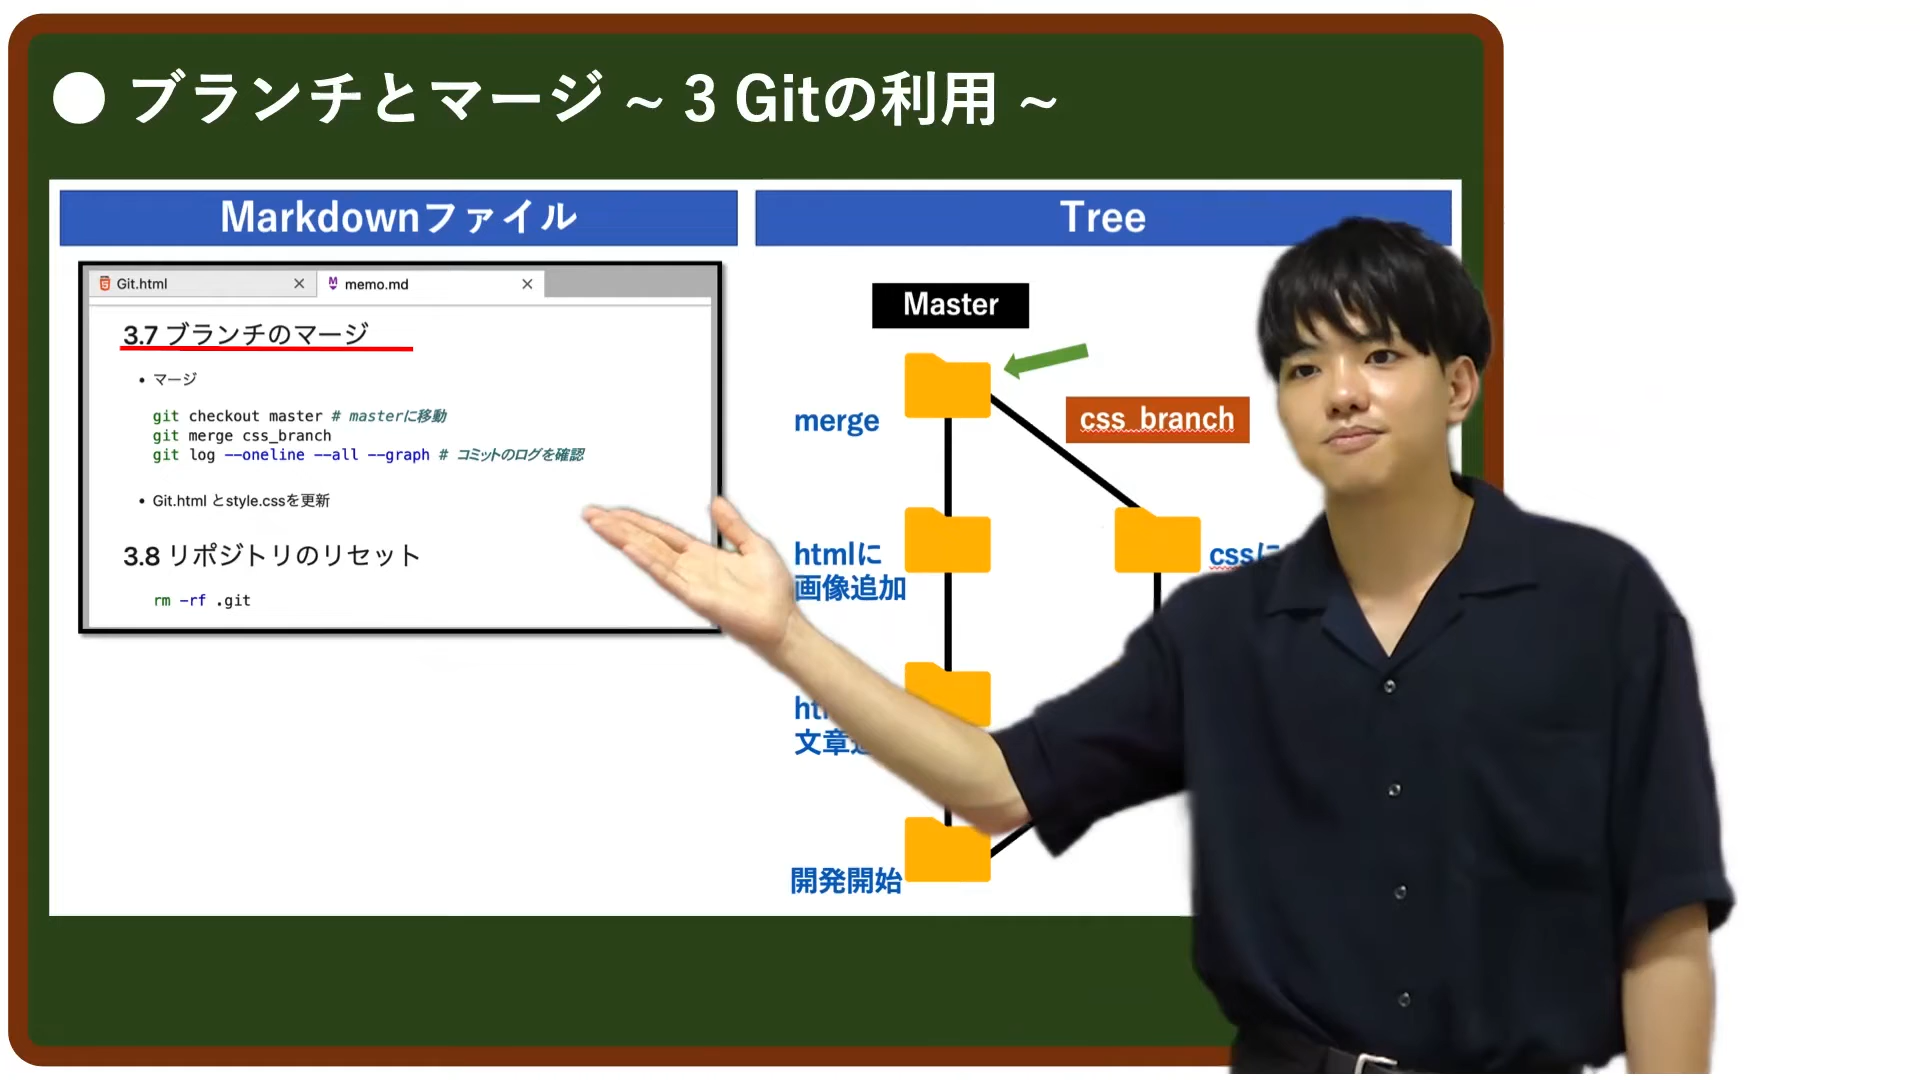 ● ブランチとマージ ~ 3 Gitの利用 ~
Markdownファイル
Git.html
memo.md
3.7 ブランチのマージ
• マージ
git checkout master # masterに移動
git merge css_branch
git log --oneline --all --graph # コミットのログを確認
• Git.html とstyle.cssを更新
3.8 リポジトリのリセット
rm -rf .git
Tree
Master
merge
css_branch
htmlに
画像追加
cssに
文章
開発開始